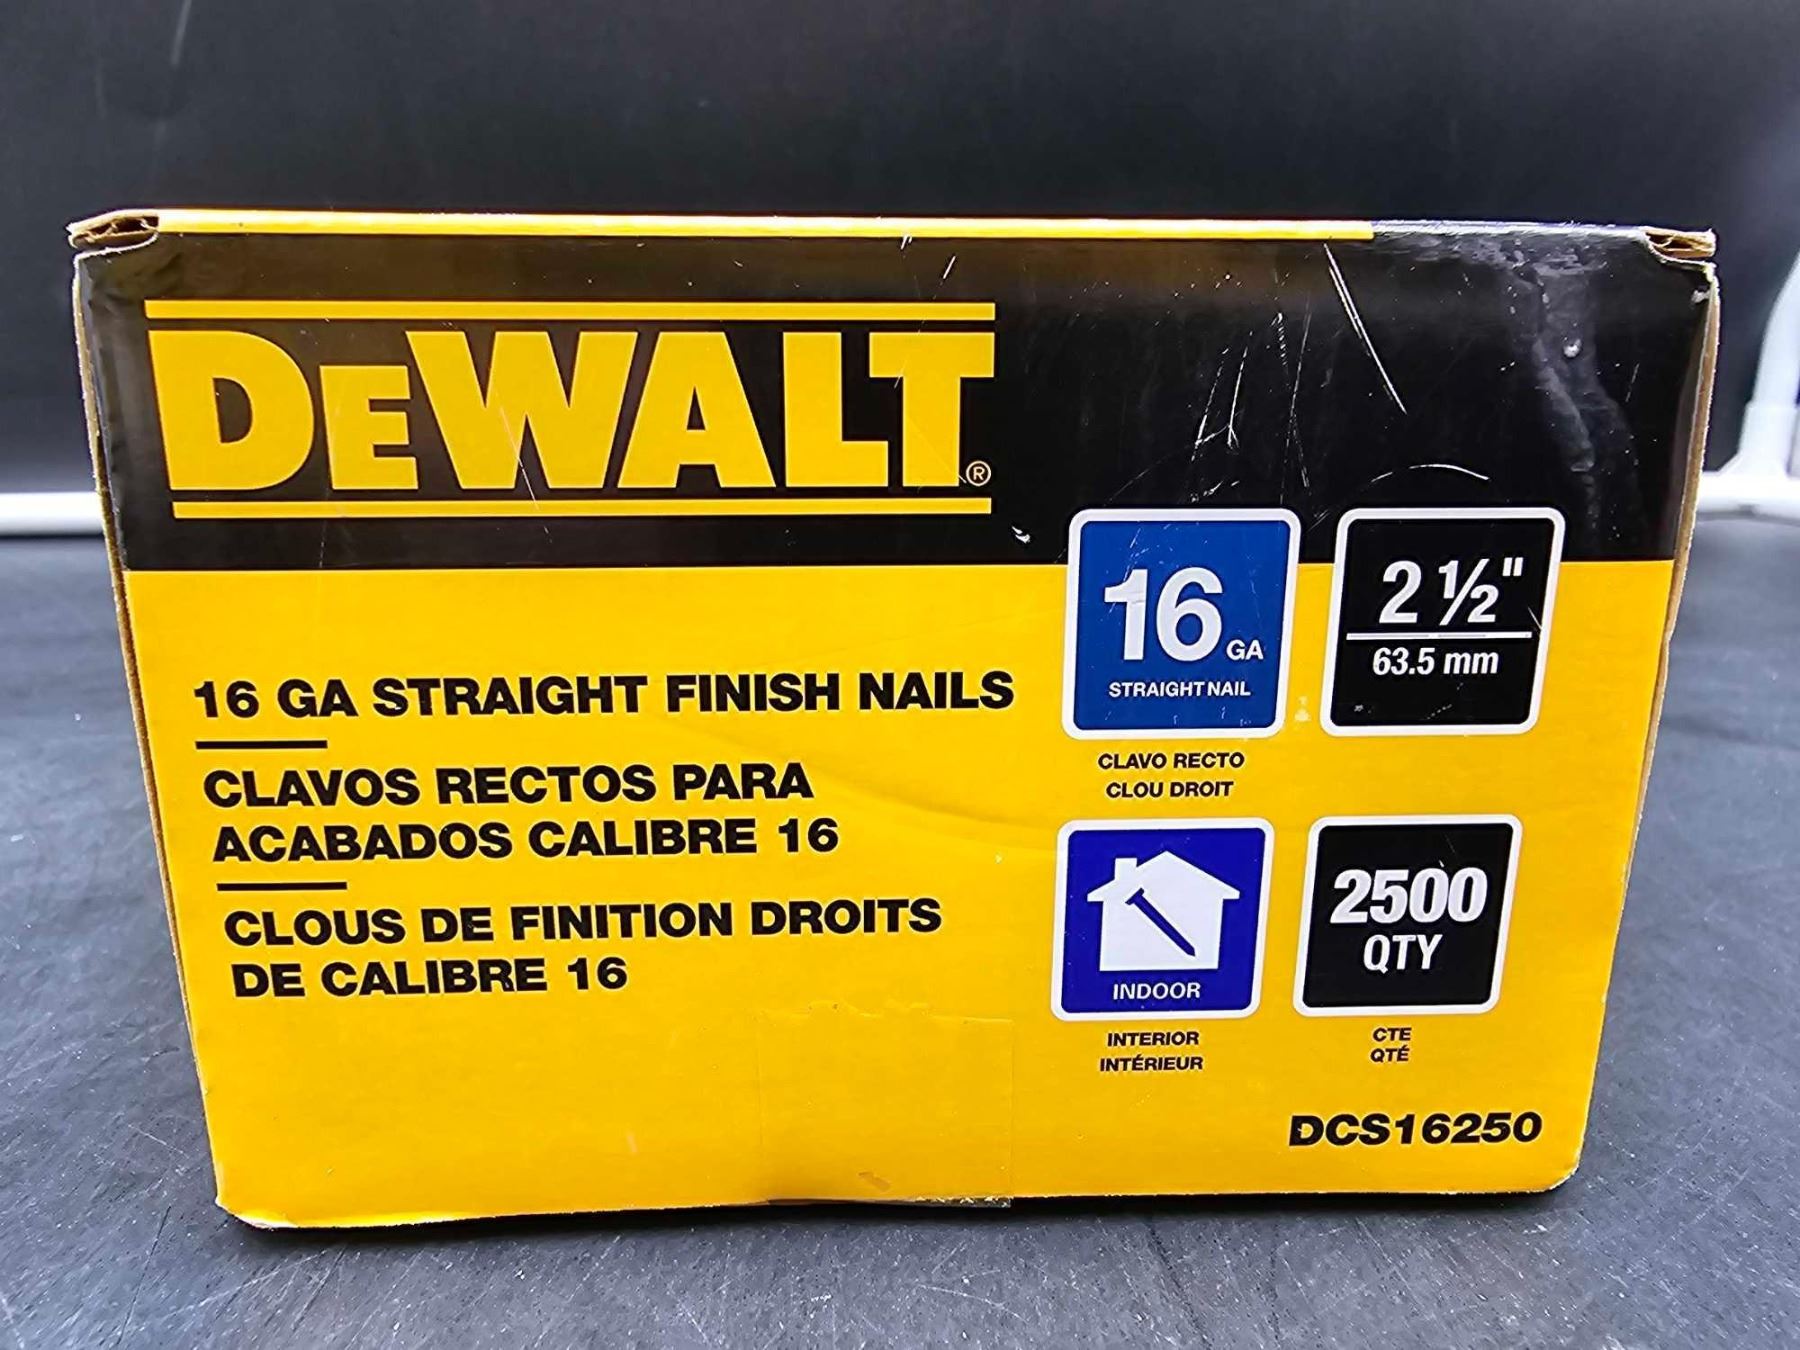 DEWALT®
16 GA STRAIGHT FINISH NAILS
CLAVOS RECTOS PARA
ACABADOS CALIBRE 16
CLOUS DE FINITION DROITS
DE CALIBRE 16
16 GA
STRAIGHT NAIL
CLAVO RECTO
CLOU DROIT
2 ½"
63.5 mm
INDOOR
INTERIOR
INTÉRIEUR
2500
QTY
CTE
QTÉ
DCS16250